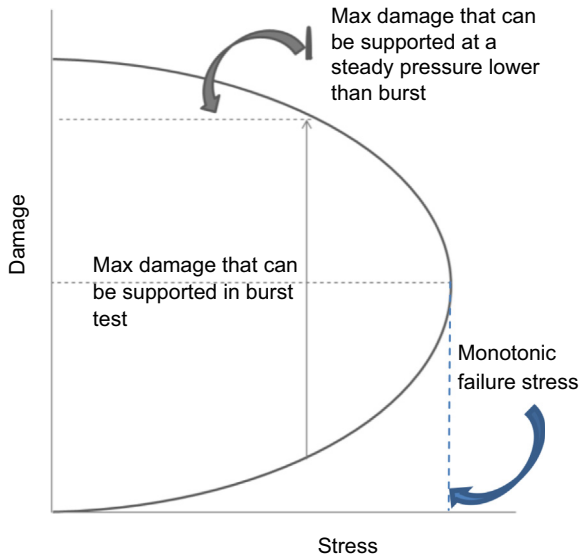 Max damage that can
be supported at a
steady pressure lower
than burst
Damage
Max damage that can
be supported in burst
test
Monotonic
failure stress
Stress